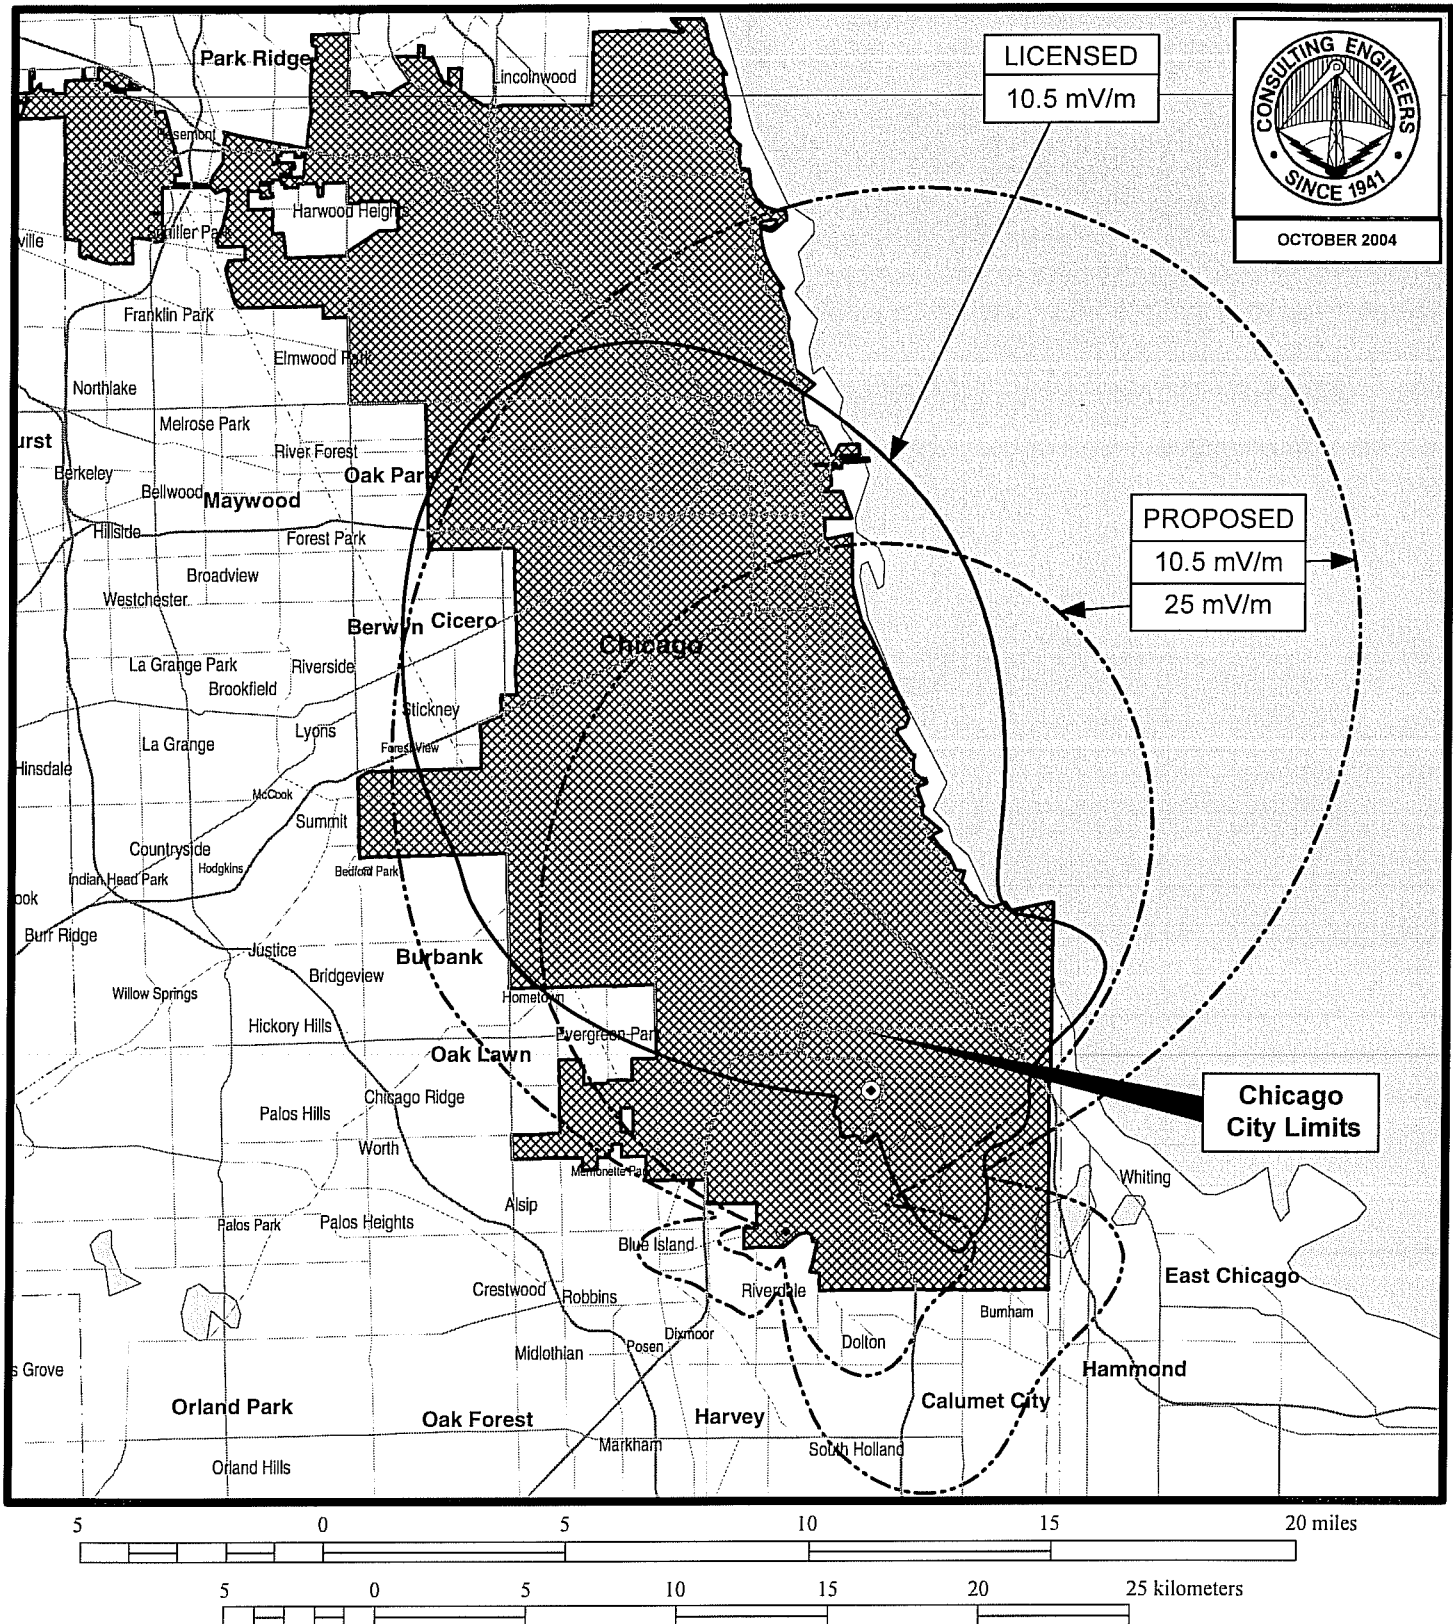 LICENSED
10.5 mV/m
CONSULTING ENGINEERS
SINCE 1941
OCTOBER 2004
Park Ridge
Lincolnwood
Rosemont
Harwood Heights
Schiller Park
ville
Franklin Park
Elmwood Park
Northlake
Melrose Park
urst
River Forest
Berkeley
Oak Park
Bellwood
Maywood
Hillside
Forest Park
PROPOSED
10.5 mV/m
25 mV/m
Broadview
Westchester
Berwyn
Cicero
Chicago
La Grange Park
Riverside
Brookfield
Stickney
Lyons
La Grange
Forest View
Hinsdale
McCook
Summit
Countryside
Hodgkins
Bedford Park
Indian Head Park
ook
Burr Ridge
Justice
Burbank
Bridgeview
Willow Springs
Hometown
Hickory Hills
Evergreen Par
Oak Lawn
Chicago Ridge
Chicago
City Limits
Palos Hills
Worth
Merrionette Park
Whiting
Alsip
Palos Park
Palos Heights
Blue Island
East Chicago
Crestwood
Robbins
Riverdale
Burnham
Dixmoor
Posen
Dolton
Midlothian
s Grove
Hammond
Orland Park
Calumet City
Oak Forest
Harvey
Markham
South Holland
Orland Hills
5 0 5 10 15 20 miles
5 0 5 10 15 20 25 kilometers